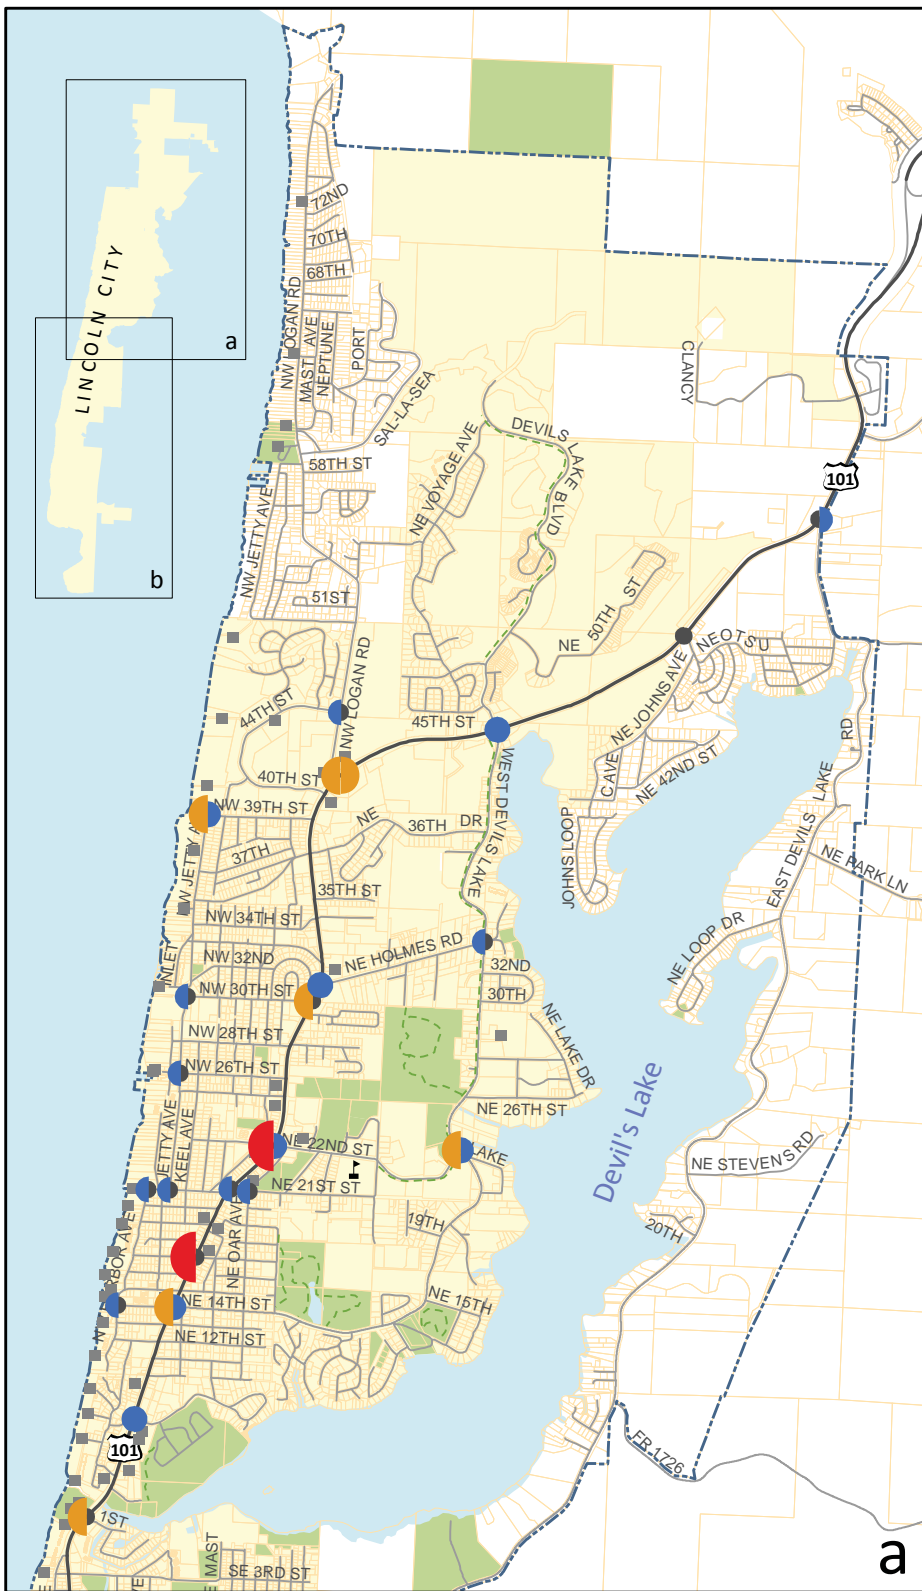 72ND
70TH
68TH
NW LOGAN RD
MAST AVE
NEPTUNE
PORT
SAL-LA-SEA
58TH ST
NW JETTY AVE
51ST
LINCOLN CITY
a
b
CLANCY
DEVILS LAKE BLVD
NE VOYAGE AVE
101
NE 50TH ST
NEOTSU
NE JOHNS AVE
NW LOGAN RD
44TH ST
45TH ST
40TH ST
NW 39TH ST
WEST DEVILS LAKE DR
C AVE
NE 42ND ST
JOHNS LOOP
EAST DEVILS LAKE RD
NE PARK LN
NE 36TH
37TH
35TH ST
NW 34TH ST
NW 32ND
NE HOLMES RD
32ND
30TH
NE LOOP DR
INLET
NW 30TH ST
NW 28TH ST
NW 26TH ST
NE LAKE DR
NE 26TH ST
Devil's Lake
JETTY AVE
KEEL AVE
NE 22ND ST
LAKE
NE STEVENS RD
NE 21ST ST
NE OAR AVE
19TH
20TH
NE 14TH ST
NE 15TH
NE 12TH ST
101
FR 1726
1ST
MAST
SE 3RD ST
a